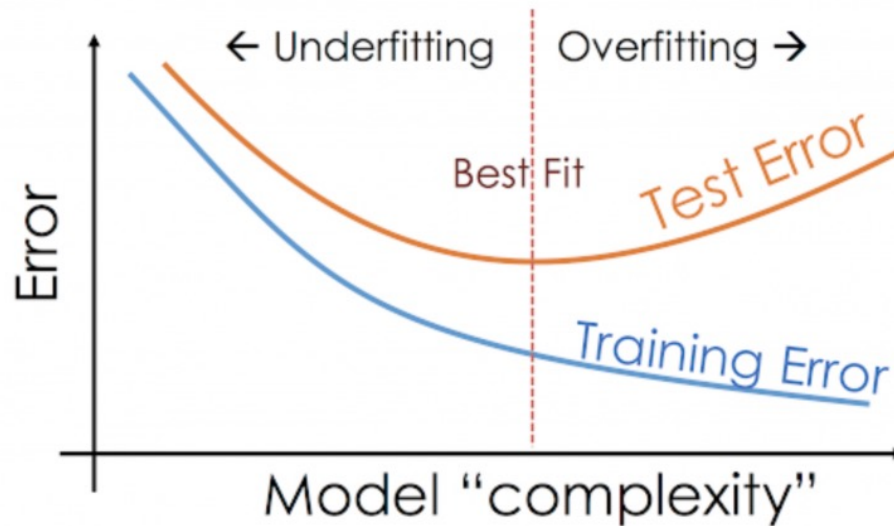 ← Underfitting
Overfitting →
Best Fit
Test Error
Error
Training Error
Model “complexity”